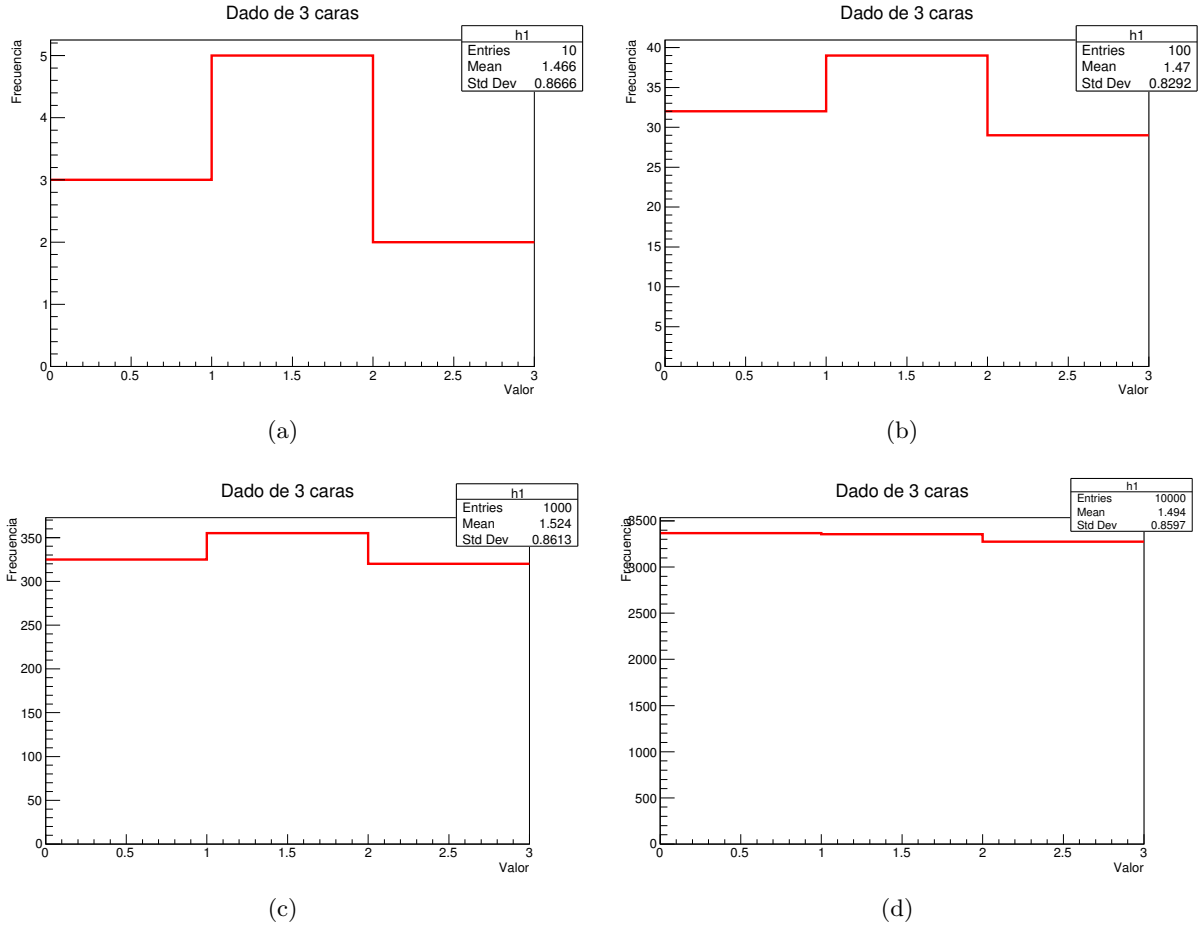 Dado de 3 caras
h1
Entries 10
Mean 1.466
Std Dev 0.8666
Frecuencia
5
4
3
2
1
0
0 0.5 1 1.5 2 2.5 3
Valor
(a)
Dado de 3 caras
h1
Entries 100
Mean 1.47
Std Dev 0.8292
Frecuencia
40
35
30
25
20
15
10
5
0
0 0.5 1 1.5 2 2.5 3
Valor
(b)
Dado de 3 caras
h1
Entries 1000
Mean 1.524
Std Dev 0.8613
Frecuencia
350
300
250
200
150
100
50
0
0 0.5 1 1.5 2 2.5 3
Valor
(c)
Dado de 3 caras
h1
Entries 10000
Mean 1.494
Std Dev 0.8597
Frecuencia
3500
3000
2500
2000
1500
1000
500
0
0 0.5 1 1.5 2 2.5 3
Valor
(d)